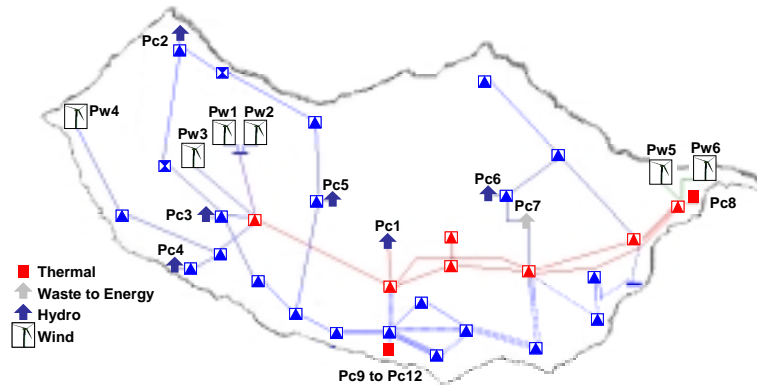 Pc2
Pw4
Pw1 Pw2
Pw3
Pw5
Pw6
Pc6
Pc5
Pc8
Pc3
Pc1
Pc7
Pc4
Thermal
Waste to Energy
Hydro
Wind
Pc9 to Pc12